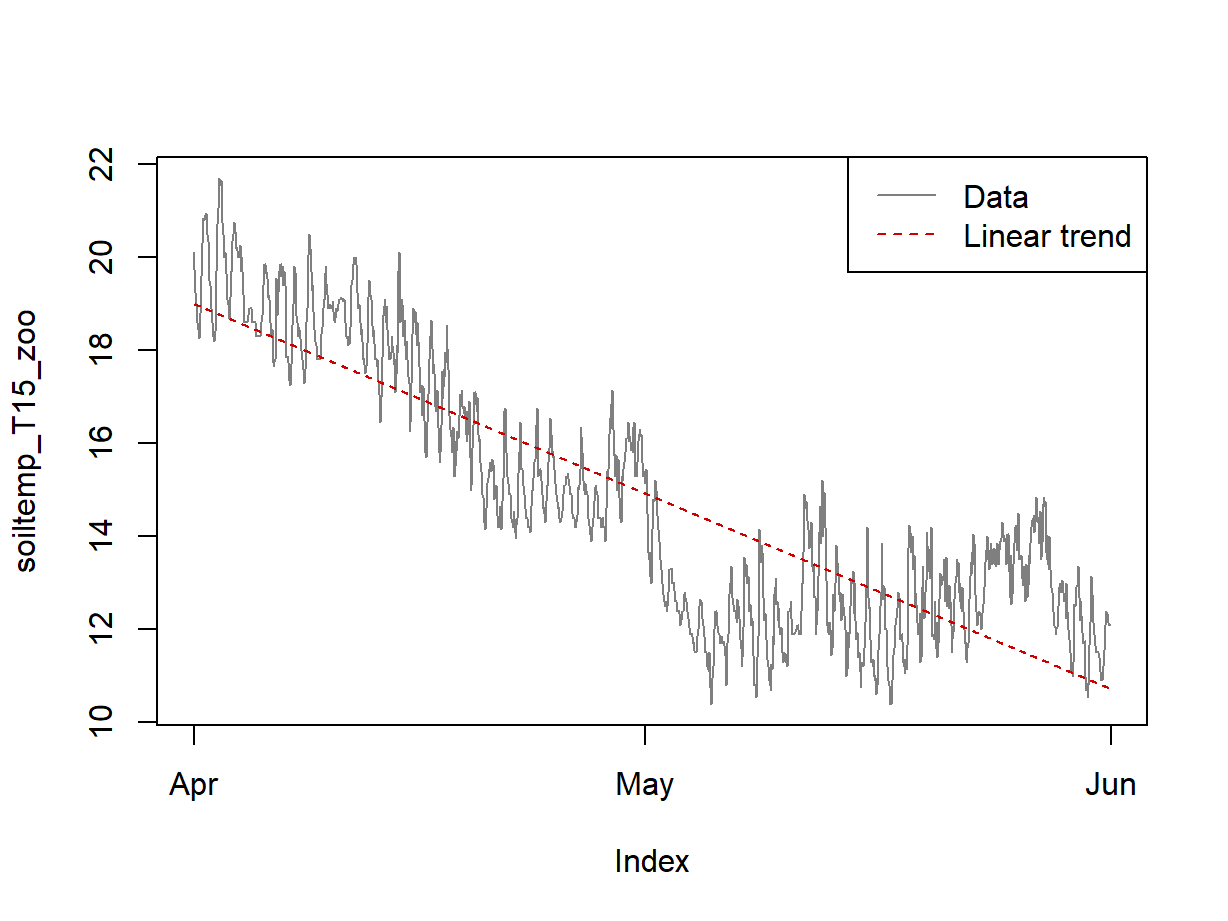 Data
Linear trend
soiltemp_T15_zoo
22
20
18
16
14
12
10
Apr
May
Jun
Index